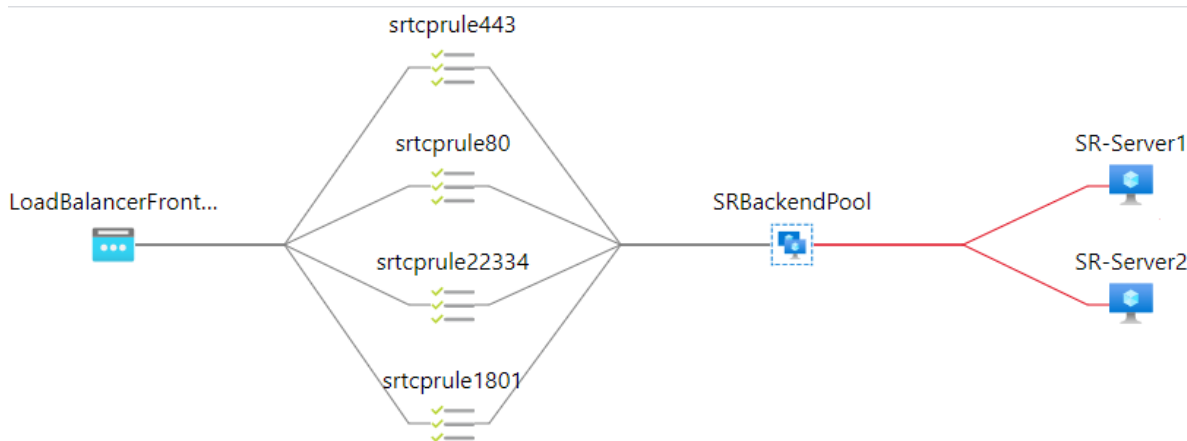 srtcprule443
srtcprule80
SR-Server1
LoadBalancerFront...
SRBackendPool
srtcprule22334
SR-Server2
srtcprule1801